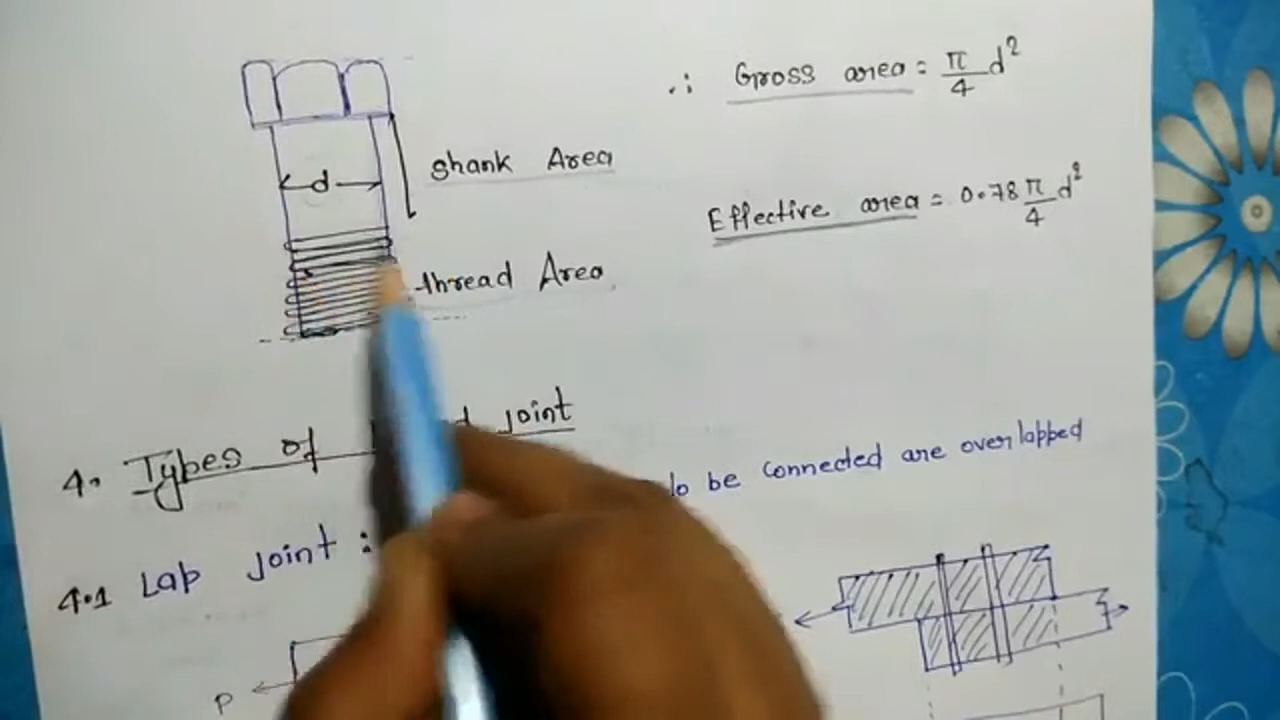 ∴ Gross area = π/4 d²
Shank Area
d
Effective area = 0.78 π/4 d²
thread Area
4. Types of joint
to be connected are overlapped
4.1 Lap joint :
P